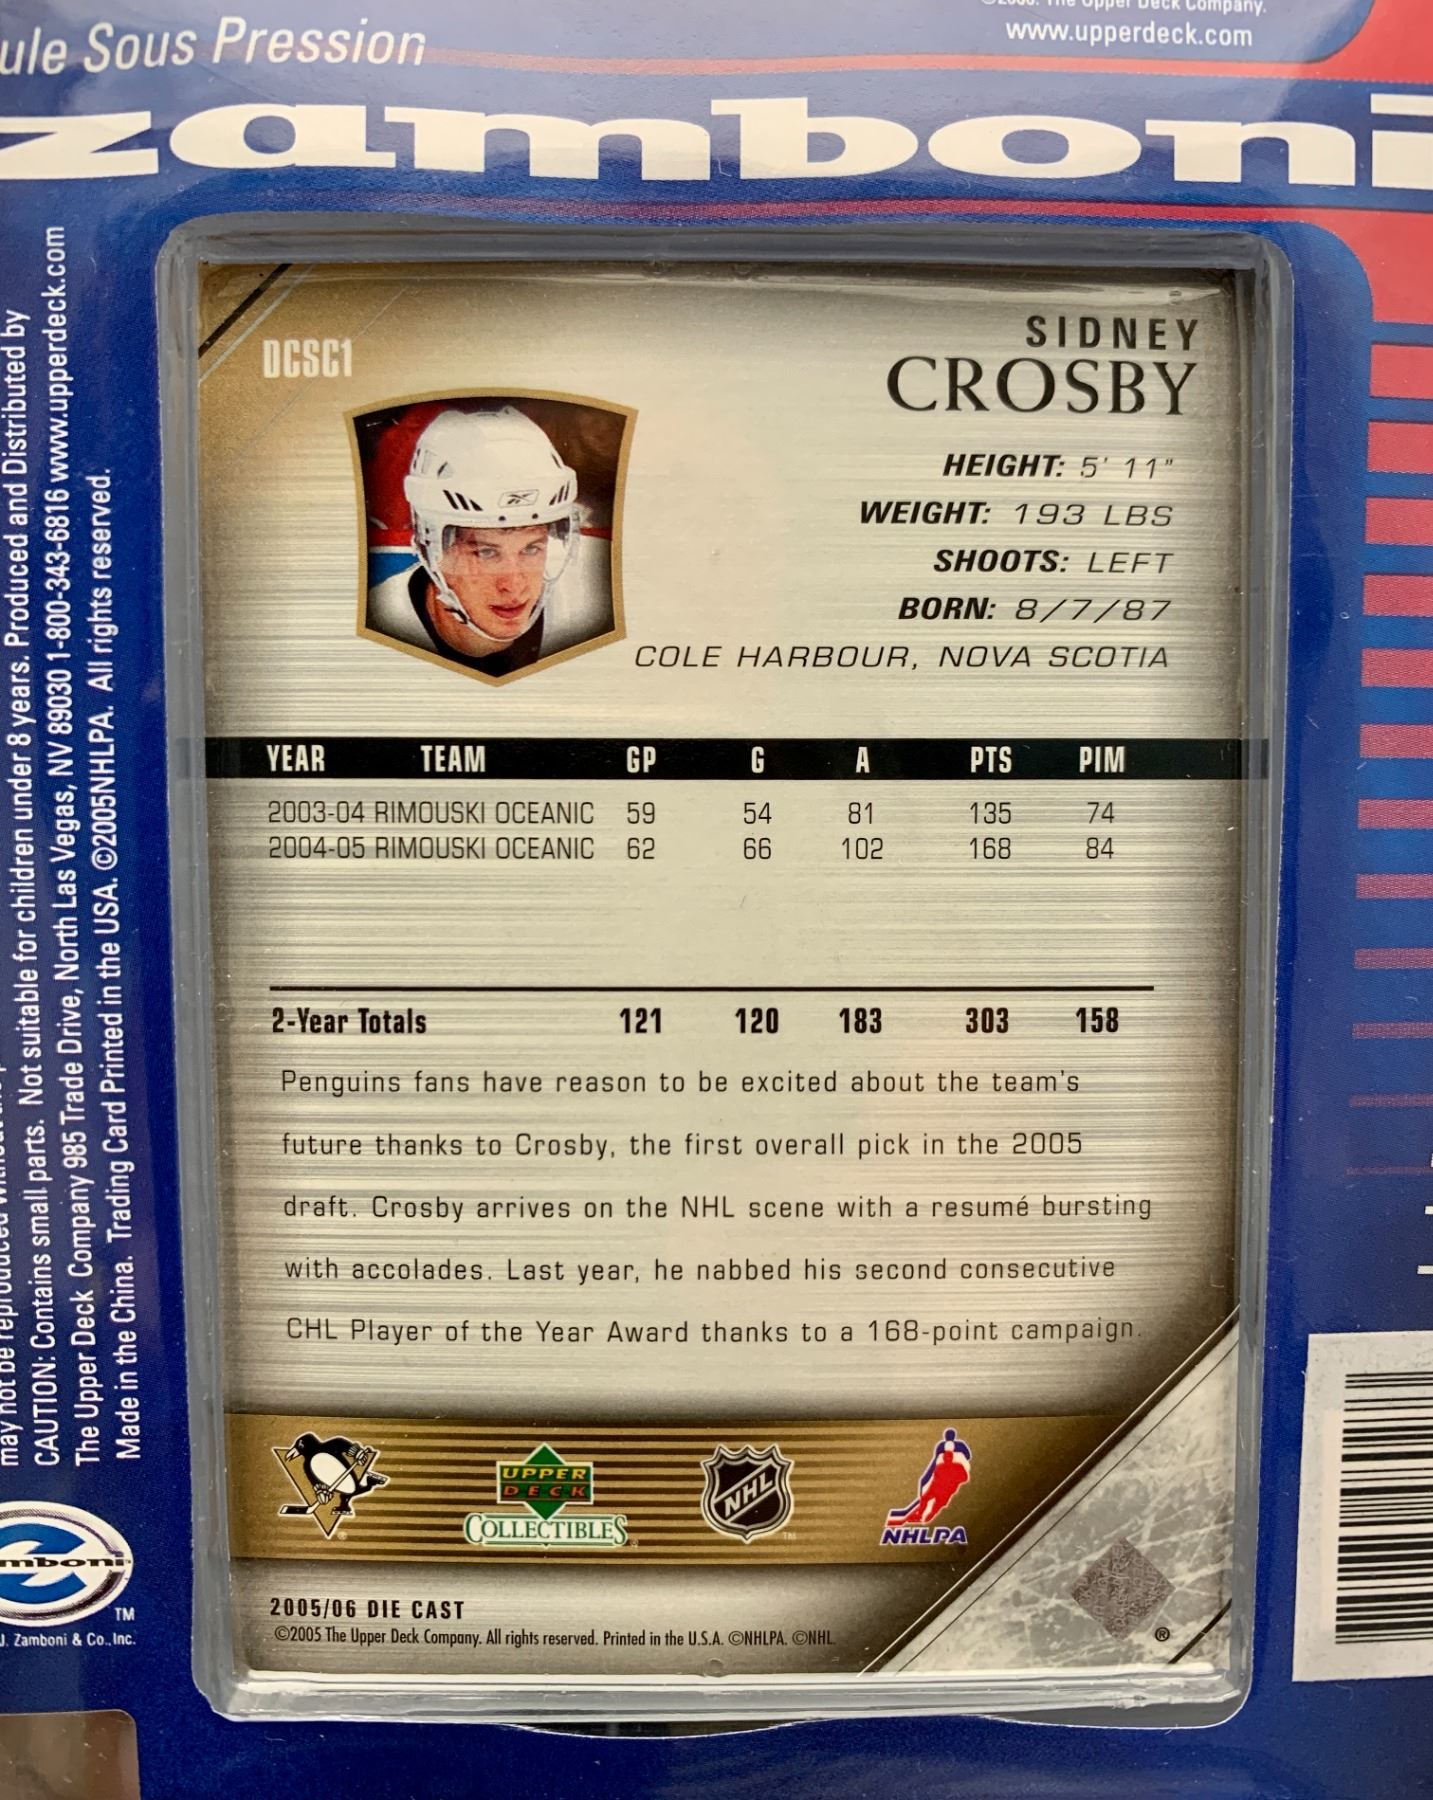 ule Sous Pression
The Upper Deck Company.
www.upperdeck.com
zamboni
CAUTION: Contains small parts. Not suitable for children under 8 years. Produced and Distributed by
The Upper Deck Company 985 Trade Drive, North Las Vegas, NV 89030 1-800-343-6816 www.upperdeck.com
Made in the China. Trading Card Printed in the USA. ©2005NHLPA. All rights reserved.
mboni
TM
J. Zamboni & Co., Inc.
DCSC1
SIDNEY
CROSBY
HEIGHT: 5' 11"
WEIGHT: 193 LBS
SHOOTS: LEFT
BORN: 8/7/87
COLE HARBOUR, NOVA SCOTIA
YEAR TEAM GP G A PTS PIM
2003-04 RIMOUSKI OCEANIC 59 54 81 135 74
2004-05 RIMOUSKI OCEANIC 62 66 102 168 84
2-Year Totals 121 120 183 303 158
Penguins fans have reason to be excited about the team's
future thanks to Crosby, the first overall pick in the 2005
draft. Crosby arrives on the NHL scene with a resumé bursting
with accolades. Last year, he nabbed his second consecutive
CHL Player of the Year Award thanks to a 168-point campaign.
UPPER
DECK
COLLECTIBLES
NHL
TM
NHLPA
2005/06 DIE CAST
©2005 The Upper Deck Company. All rights reserved. Printed in the U.S.A. ©NHLPA. ©NHL.
®